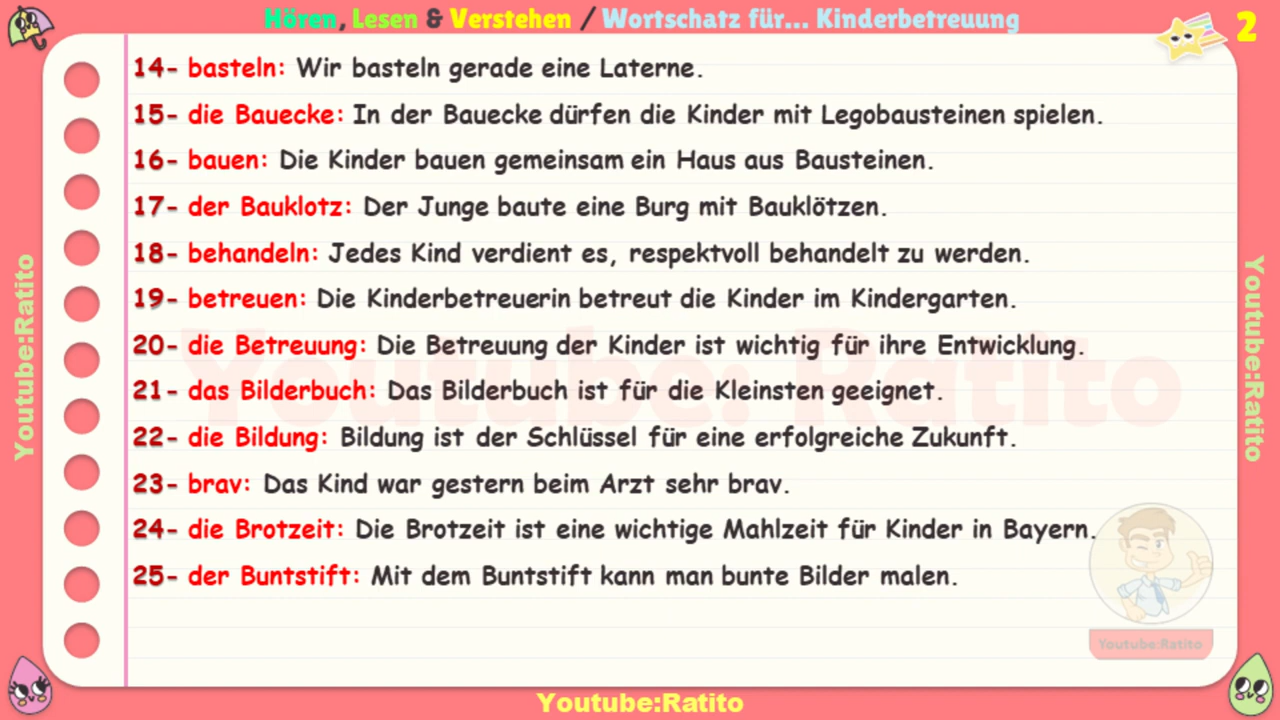 Hören, Lesen & Verstehen / Wortschatz für... Kinderbetreuung
2
14- basteln: Wir basteln gerade eine Laterne.
15- die Bauecke: In der Bauecke dürfen die Kinder mit Legobausteinen spielen.
16- bauen: Die Kinder bauen gemeinsam ein Haus aus Bausteinen.
17- der Bauklotz: Der Junge baute eine Burg mit Bauklötzen.
18- behandeln: Jedes Kind verdient es, respektvoll behandelt zu werden.
19- betreuen: Die Kinderbetreuerin betreut die Kinder im Kindergarten.
20- die Betreuung: Die Betreuung der Kinder ist wichtig für ihre Entwicklung.
21- das Bilderbuch: Das Bilderbuch ist für die Kleinsten geeignet.
22- die Bildung: Bildung ist der Schlüssel für eine erfolgreiche Zukunft.
23- brav: Das Kind war gestern beim Arzt sehr brav.
24- die Brotzeit: Die Brotzeit ist eine wichtige Mahlzeit für Kinder in Bayern.
25- der Buntstift: Mit dem Buntstift kann man bunte Bilder malen.
Youtube:Ratito
Youtube:Ratito
Youtube: Ratito
Youtube:Ratito
Youtube:Ratito